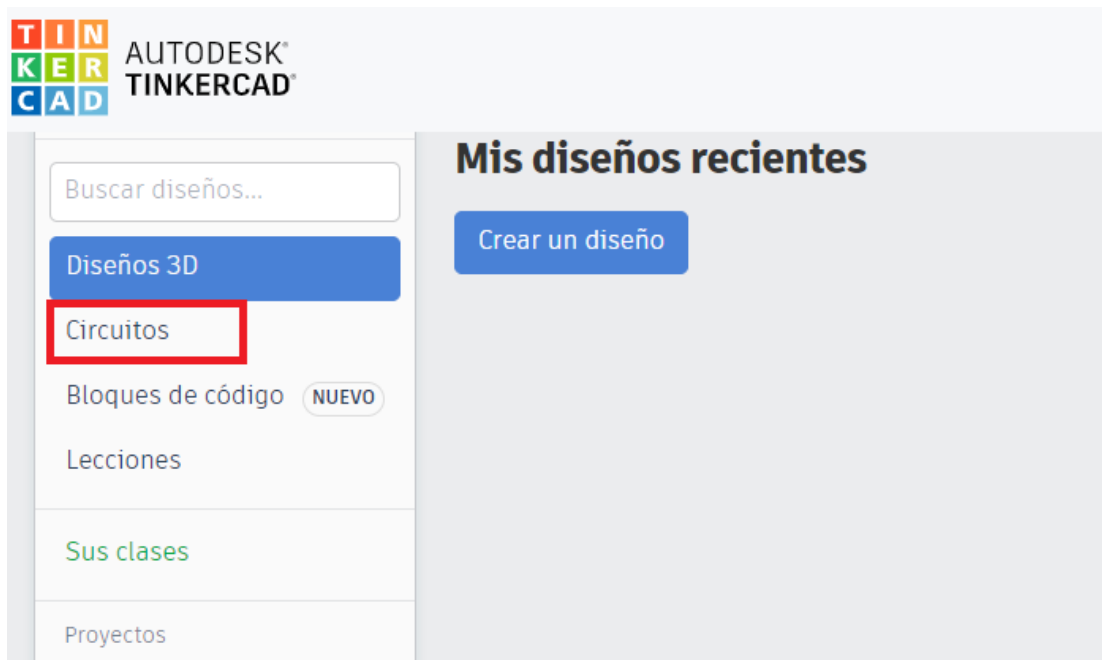 TINKERCAD
AUTODESK®
TINKERCAD®
Buscar diseños...
Diseños 3D
Circuitos
Bloques de código NUEVO
Lecciones
Sus clases
Proyectos
Mis diseños recientes
Crear un diseño